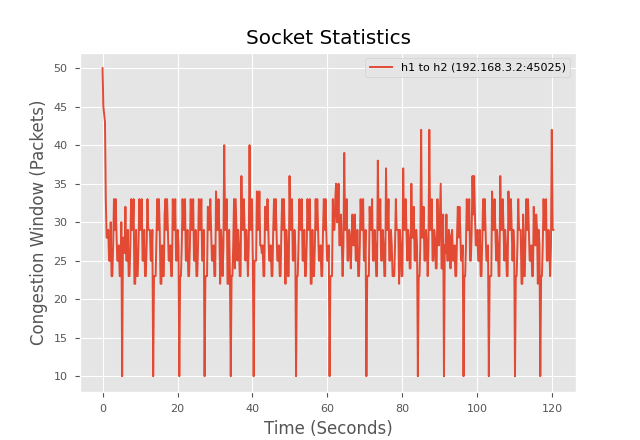 Socket Statistics
h1 to h2 (192.168.3.2:45025)
Congestion Window (Packets)
50
45
40
35
30
25
20
15
10
0 20 40 60 80 100 120
Time (Seconds)